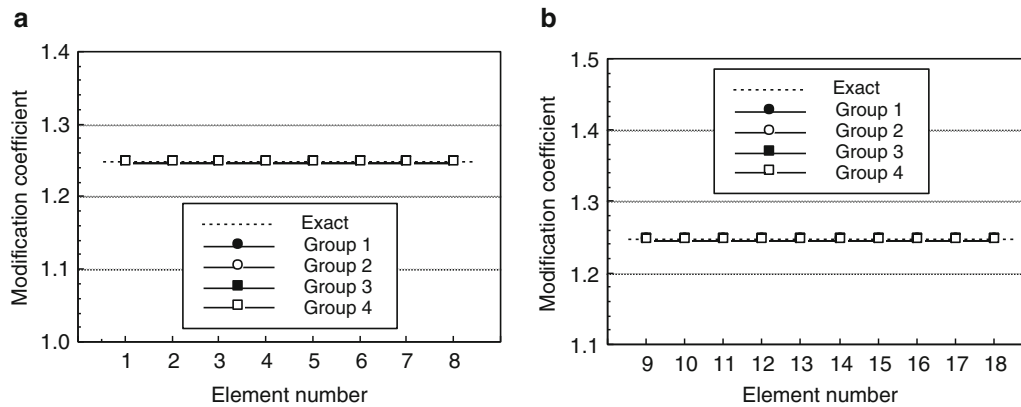 a
1.4
1.3
1.2
1.1
1.0
Modification coefficient
Exact
Group 1
Group 2
Group 3
Group 4
1 2 3 4 5 6 7 8
Element number
b
1.5
1.4
1.3
1.2
1.1
Modification coefficient
Exact
Group 1
Group 2
Group 3
Group 4
9 10 11 12 13 14 15 16 17 18
Element number